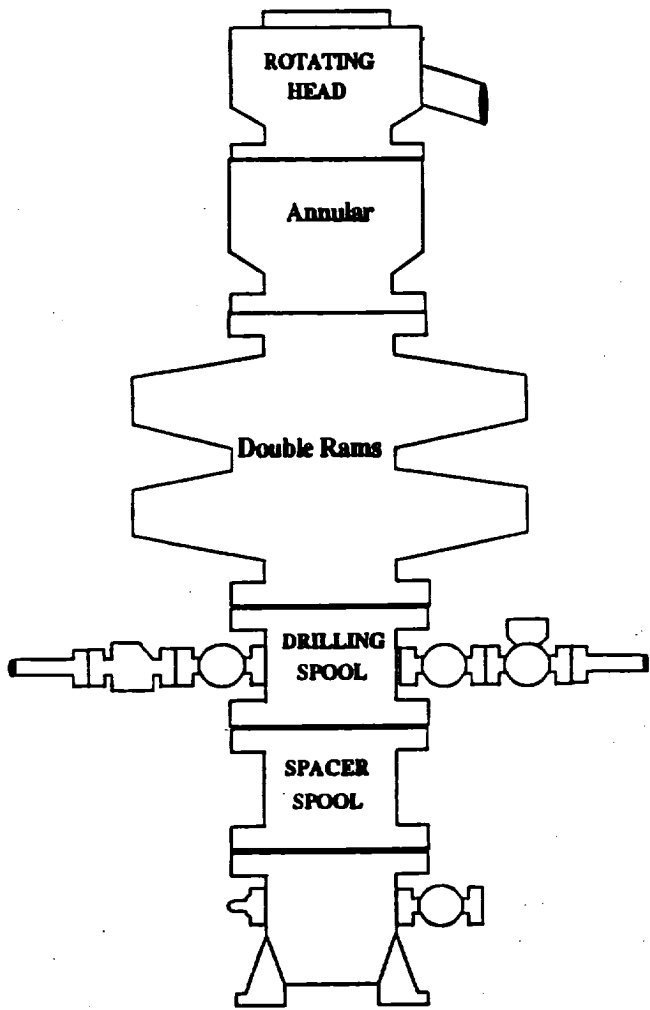 ROTATING
HEAD
Annular
Double Rams
DRILLING
SPOOL
SPACER
SPOOL